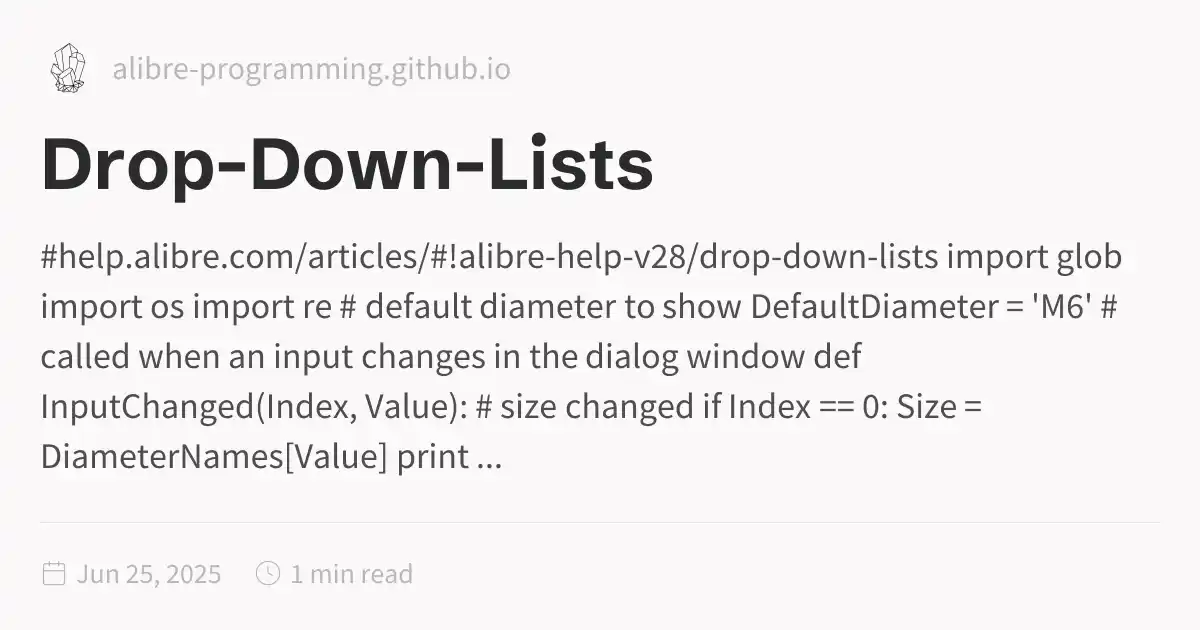 alibre-programming.github.io
Drop-Down-Lists
#help.alibre.com/articles/#!alibre-help-v28/drop-down-lists import glob
import os import re # default diameter to show DefaultDiameter = 'M6' #
called when an input changes in the dialog window def
InputChanged(Index, Value): # size changed if Index == 0: Size =
DiameterNames[Value] print ...
Jun 25, 2025 1 min read